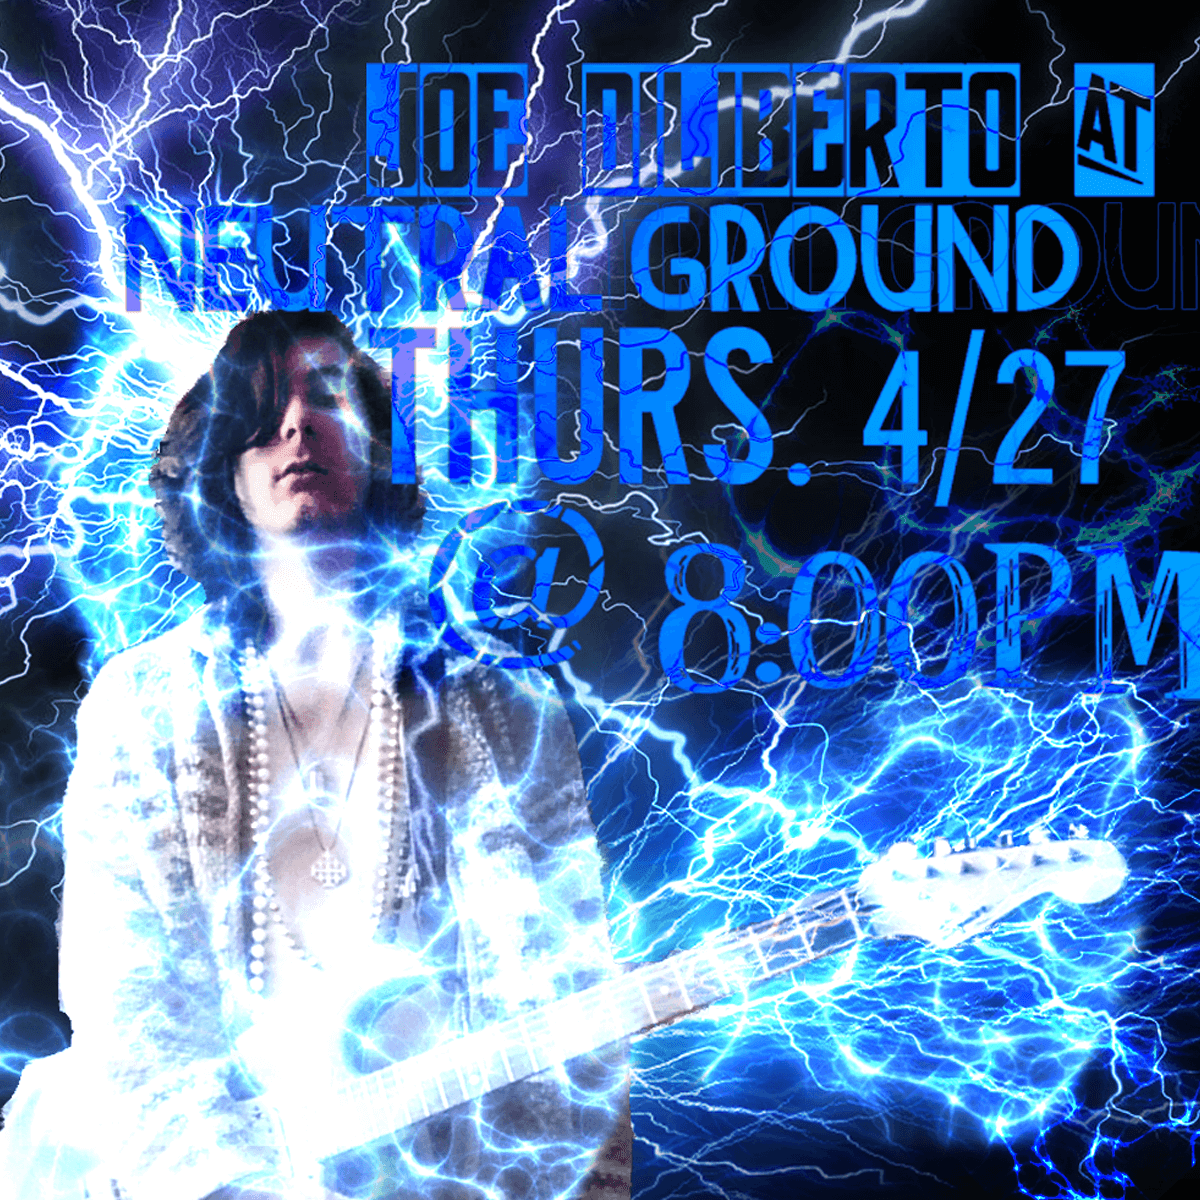 JOE DILIBERTO AT
NEUTRAL GROUND
THURS. 4/27
@ 8:00PM